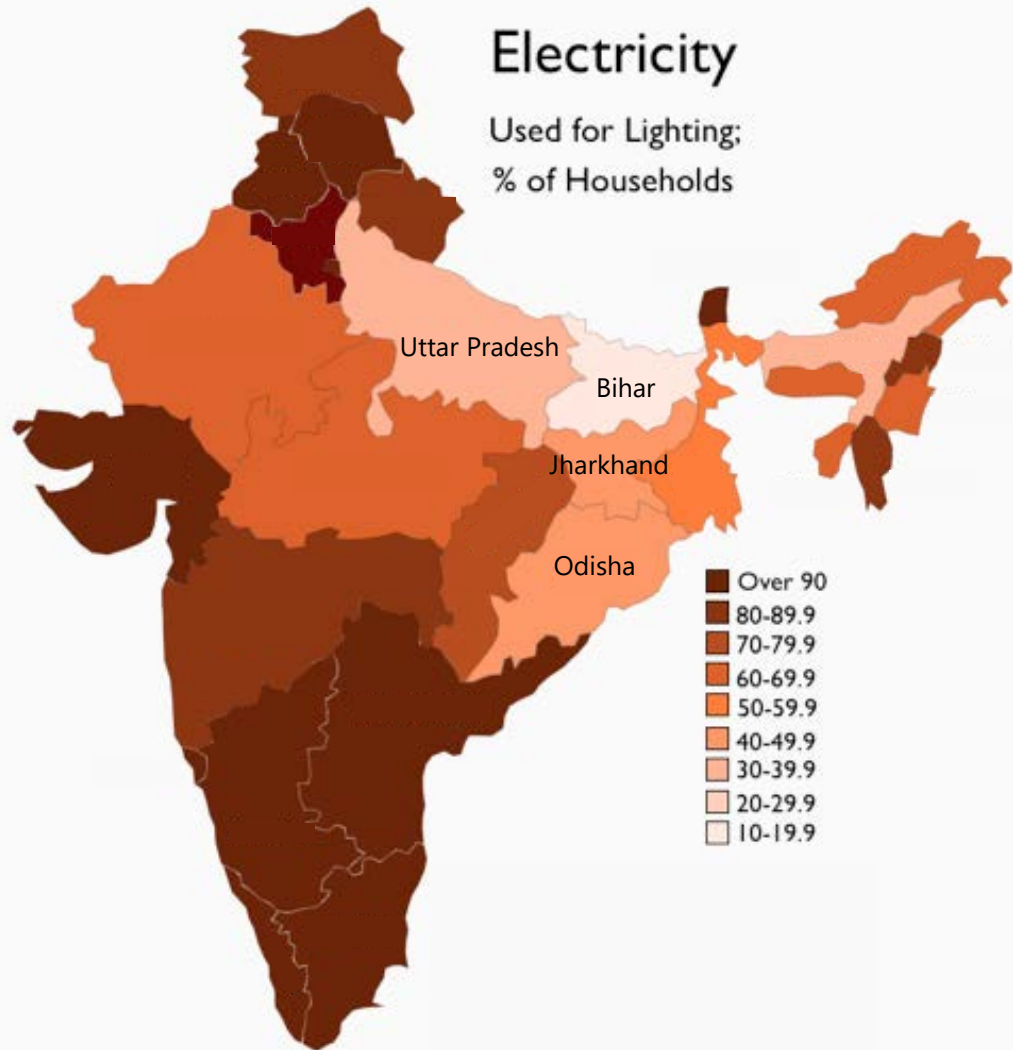 Electricity
Used for Lighting;
% of Households
Uttar Pradesh
Bihar
Jharkhand
Odisha
Over 90
80-89.9
70-79.9
60-69.9
50-59.9
40-49.9
30-39.9
20-29.9
10-19.9